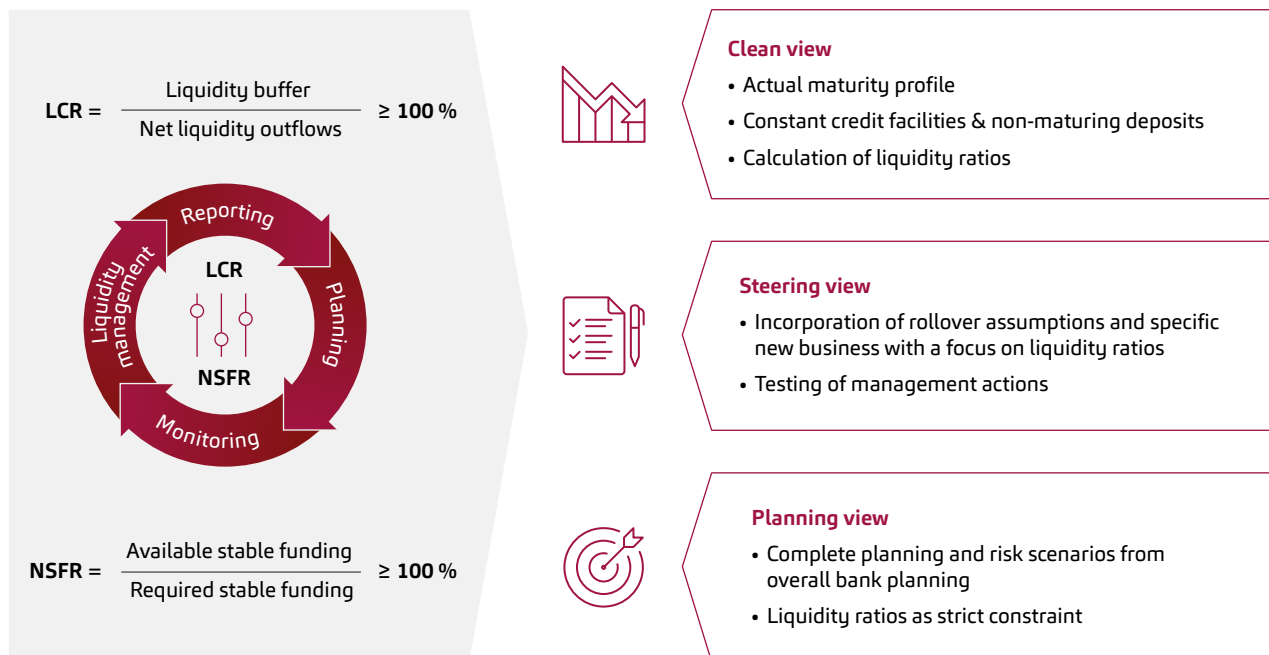 LCR = Liquidity buffer / Net liquidity outflows ≥ 100 %
Reporting
Planning
Monitoring
Liquidity
management
LCR
NSFR
NSFR = Available stable funding / Required stable funding ≥ 100 %
Clean view
• Actual maturity profile
• Constant credit facilities & non-maturing deposits
• Calculation of liquidity ratios
Steering view
• Incorporation of rollover assumptions and specific
new business with a focus on liquidity ratios
• Testing of management actions
Planning view
• Complete planning and risk scenarios from
overall bank planning
• Liquidity ratios as strict constraint